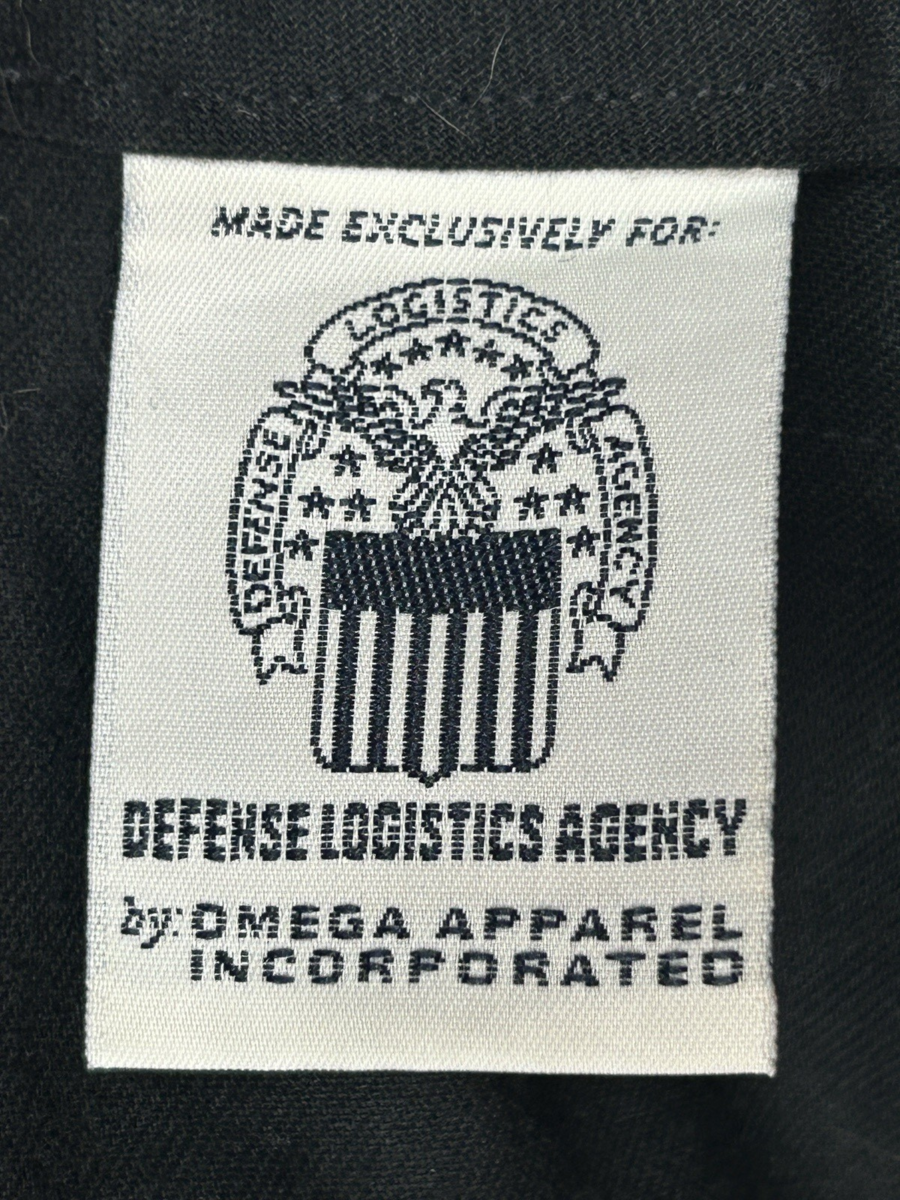 MADE EXCLUSIVELY FOR:
LOGISTICS
DEFENSE
AGENCY
DEFENSE LOGISTICS AGENCY
by: OMEGA APPAREL
INCORPORATED